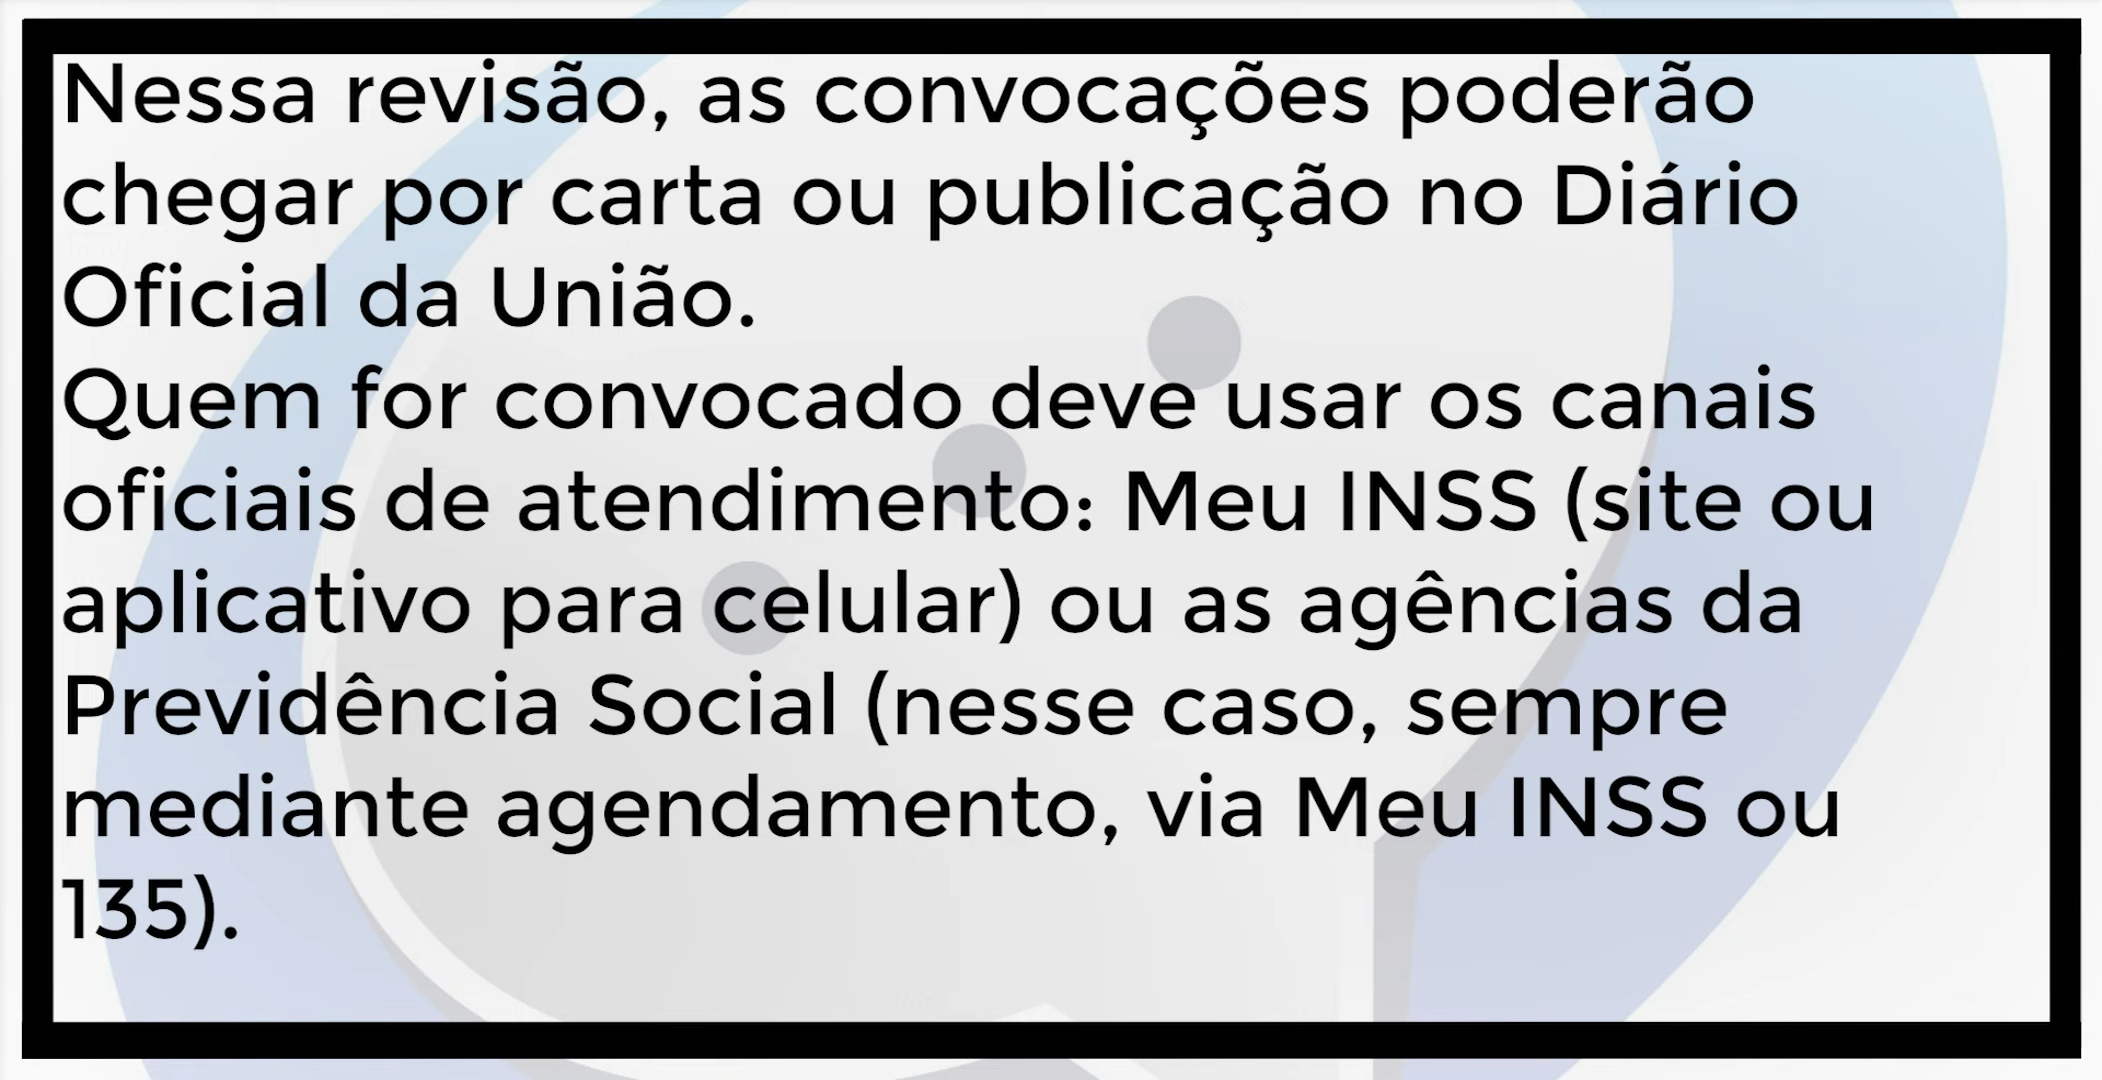 Nessa revisão, as convocações poderão
chegar por carta ou publicação no Diário
Oficial da União.
Quem for convocado deve usar os canais
oficiais de atendimento: Meu INSS (site ou
aplicativo para celular) ou as agências da
Previdência Social (nesse caso, sempre
mediante agendamento, via Meu INSS ou
135).